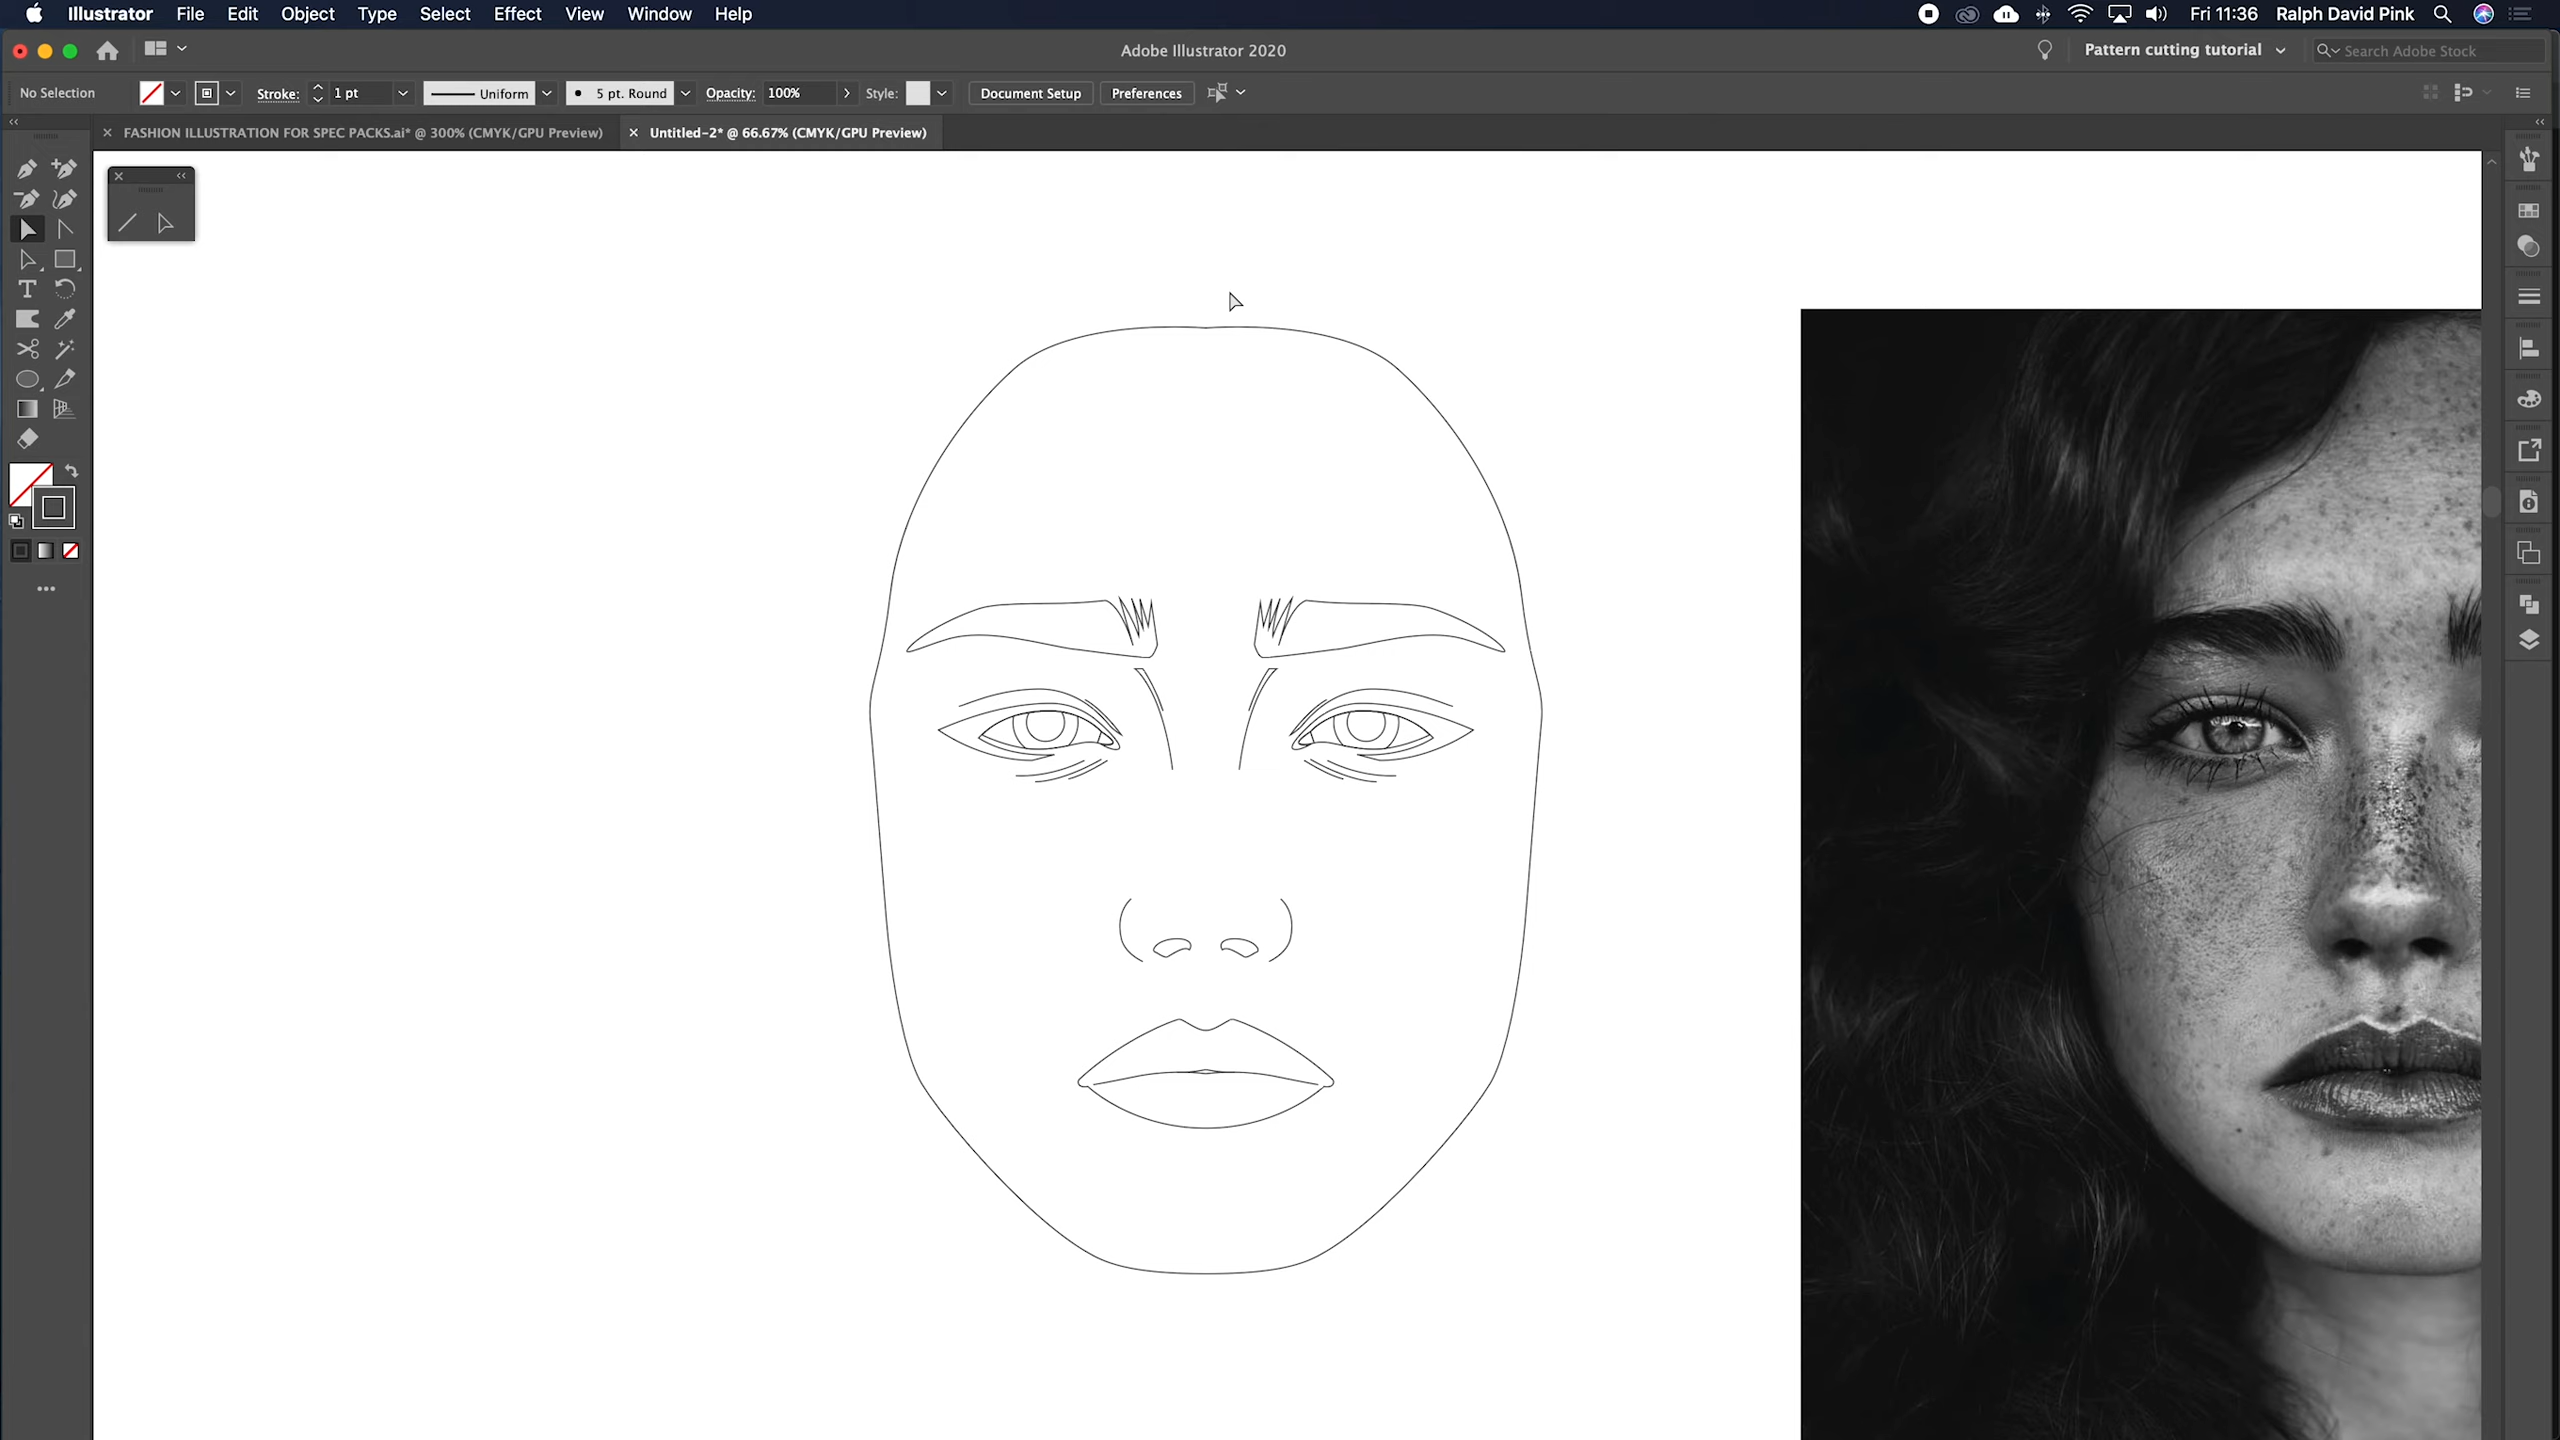 Illustrator File Edit Object Type Select Effect View Window Help Fri 11:36 Ralph David Pink
Adobe Illustrator 2020 Pattern cutting tutorial Search Adobe Stock
No Selection Stroke: 1 pt Uniform 5 pt. Round Opacity: 100% Style: Document Setup Preferences
FASHION ILLUSTRATION FOR SPEC PACKS.ai* @ 300% (CMYK/GPU Preview) Untitled-2* @ 66.67% (CMYK/GPU Preview)